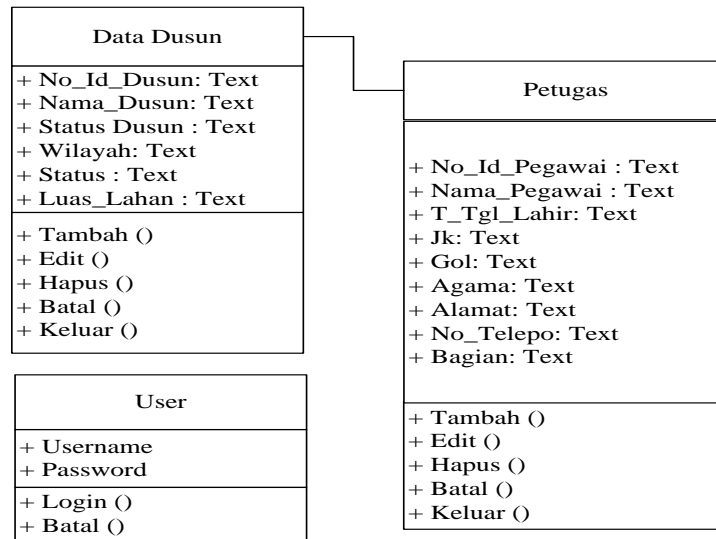 Data Dusun
+ No_Id_Dusun: Text
+ Nama_Dusun: Text
+ Status Dusun : Text
+ Wilayah: Text
+ Status : Text
+ Luas_Lahan : Text
+ Tambah ()
+ Edit ()
+ Hapus ()
+ Batal ()
+ Keluar ()
Petugas
+ No_Id_Pegawai : Text
+ Nama_Pegawai : Text
+ T_Tgl_Lahir: Text
+ Jk: Text
+ Gol: Text
+ Agama: Text
+ Alamat: Text
+ No_Telepo: Text
+ Bagian: Text
+ Tambah ()
+ Edit ()
+ Hapus ()
+ Batal ()
+ Keluar ()
User
+ Username
+ Password
+ Login ()
+ Batal ()